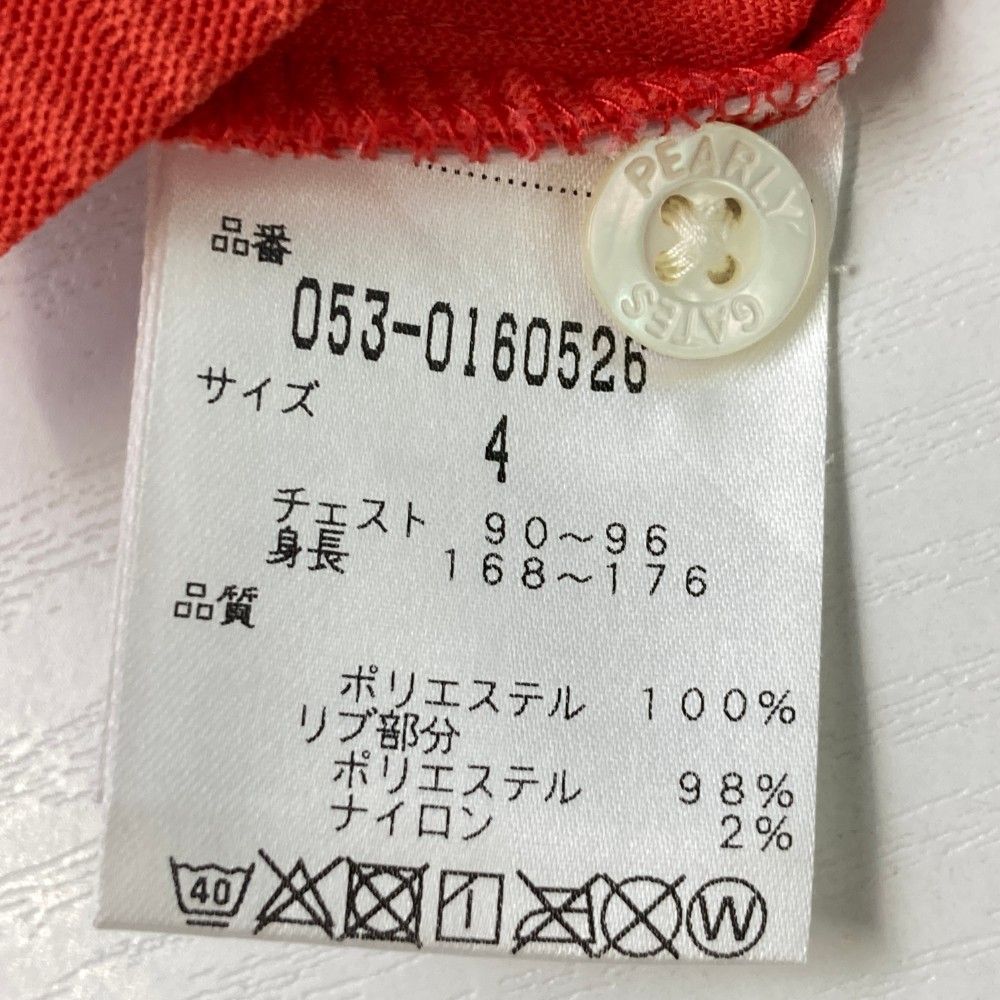 PEARLY
GATES
品番
053-0160526
サイズ
4
チェスト 90~96
身長 168~176
品質
ポリエステル 100%
リブ部分
ポリエステル 98%
ナイロン 2%
40
W